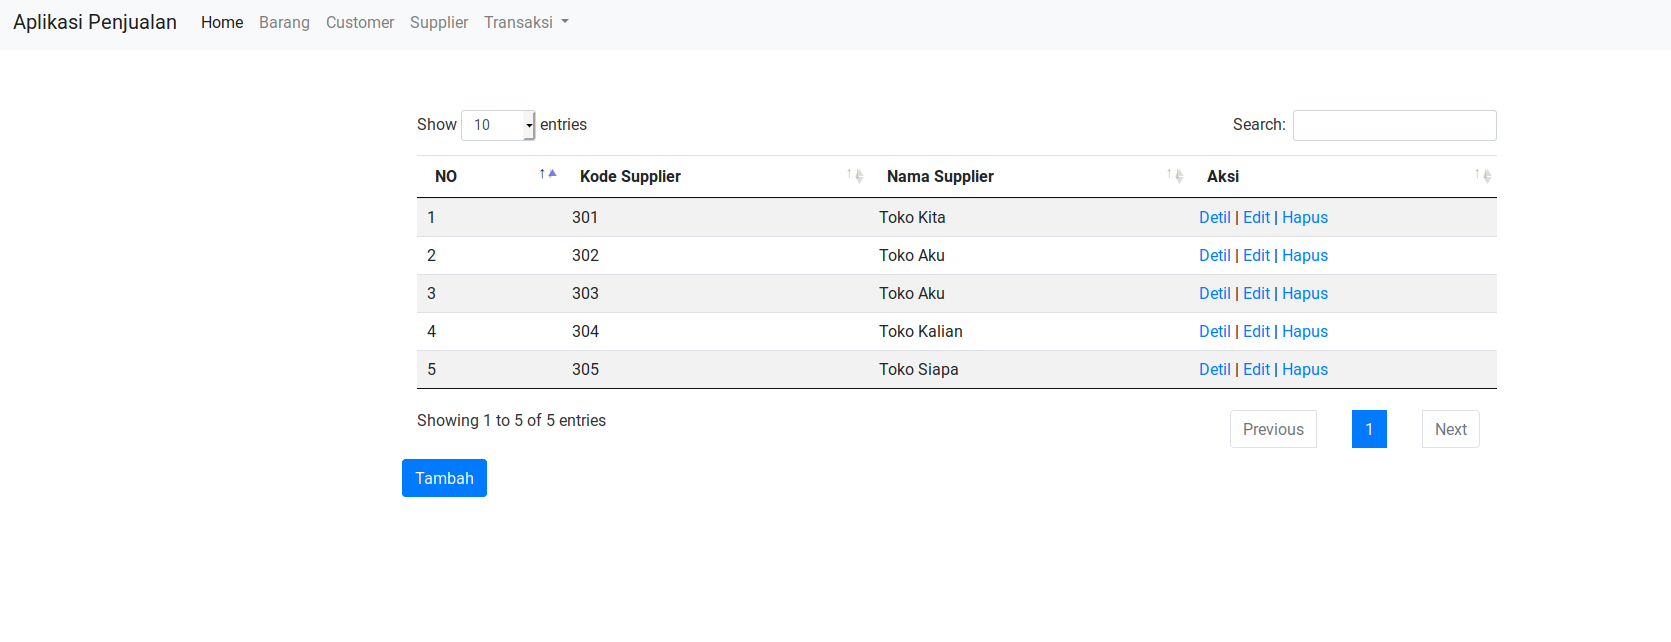 Aplikasi Penjualan Home Barang Customer Supplier Transaksi
Show 10 entries Search:
NO Kode Supplier Nama Supplier Aksi
1 301 Toko Kita Detil | Edit | Hapus
2 302 Toko Aku Detil | Edit | Hapus
3 303 Toko Aku Detil | Edit | Hapus
4 304 Toko Kalian Detil | Edit | Hapus
5 305 Toko Siapa Detil | Edit | Hapus
Showing 1 to 5 of 5 entries Previous 1 Next
Tambah